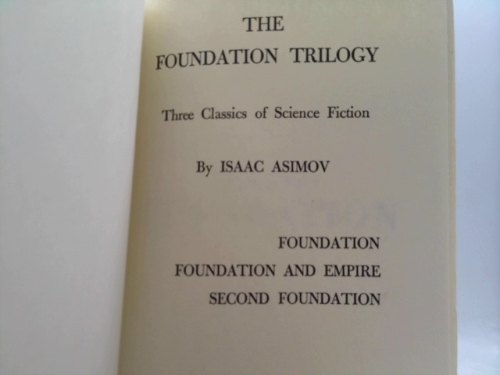 THE
FOUNDATION TRILOGY
Three Classics of Science Fiction
By ISAAC ASIMOV
FOUNDATION
FOUNDATION AND EMPIRE
SECOND FOUNDATION